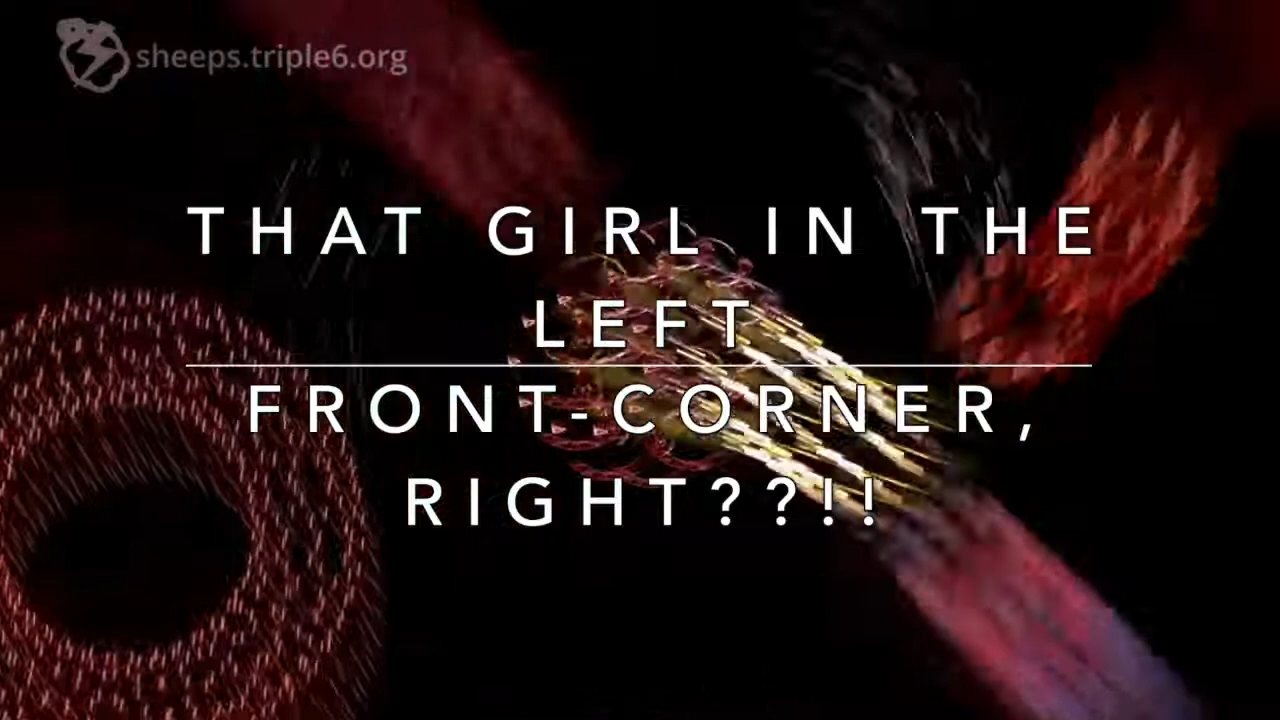 sheeps.triple6.org
THAT GIRL IN THE
LEFT
FRONT-CORNER,
RIGHT??!!